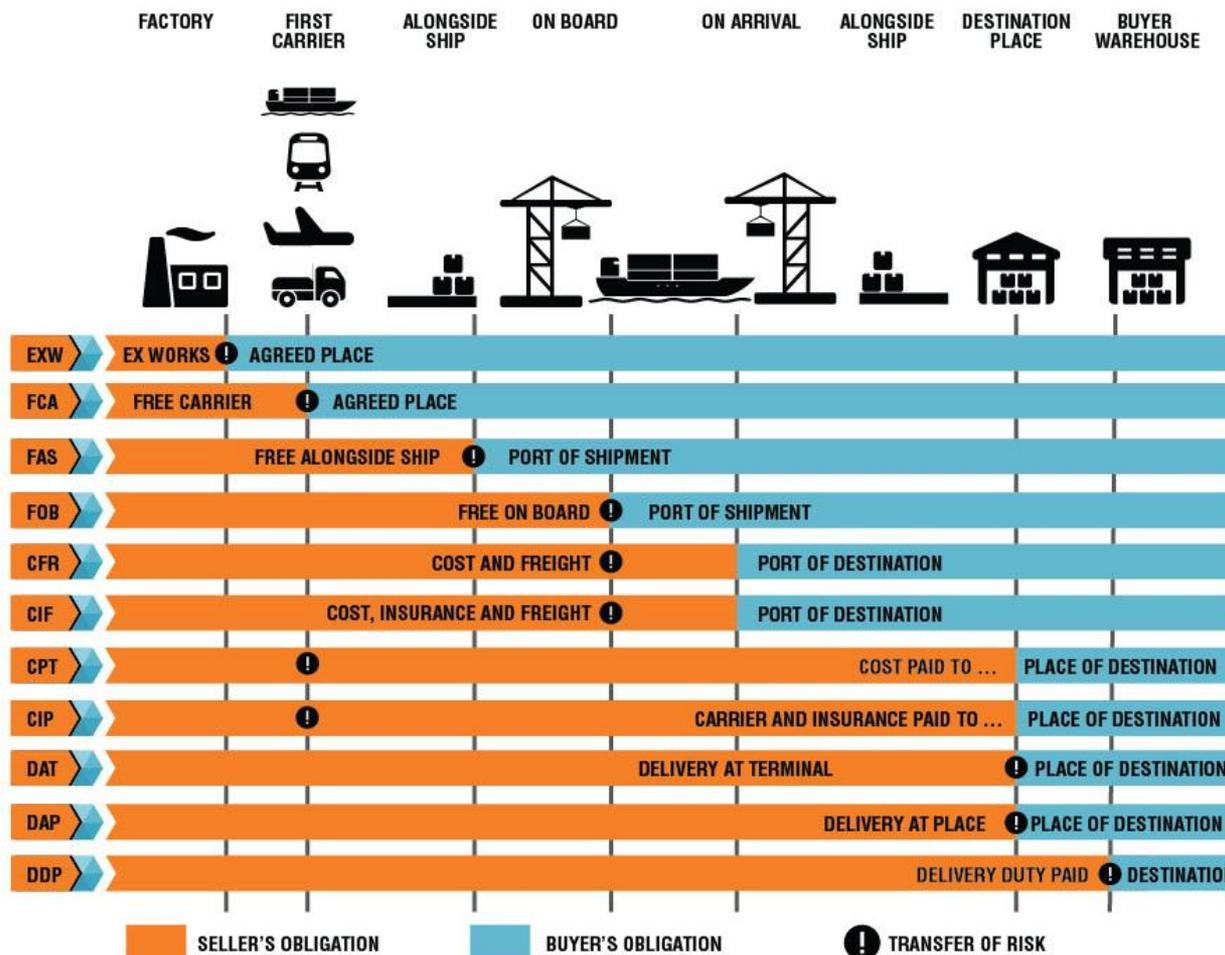 FACTORY
FIRST
CARRIER
ALONGSIDE
SHIP
ON BOARD
ON ARRIVAL
ALONGSIDE
SHIP
DESTINATION
PLACE
BUYER
WAREHOUSE
EXW EX WORKS ! AGREED PLACE
FCA FREE CARRIER ! AGREED PLACE
FAS FREE ALONGSIDE SHIP ! PORT OF SHIPMENT
FOB FREE ON BOARD ! PORT OF SHIPMENT
CFR COST AND FREIGHT ! PORT OF DESTINATION
CIF COST, INSURANCE AND FREIGHT ! PORT OF DESTINATION
CPT ! COST PAID TO ... PLACE OF DESTINATION
CIP ! CARRIER AND INSURANCE PAID TO ... PLACE OF DESTINATION
DAT DELIVERY AT TERMINAL ! PLACE OF DESTINATION
DAP DELIVERY AT PLACE ! PLACE OF DESTINATION
DDP DELIVERY DUTY PAID ! DESTINATION
SELLER'S OBLIGATION BUYER'S OBLIGATION ! TRANSFER OF RISK